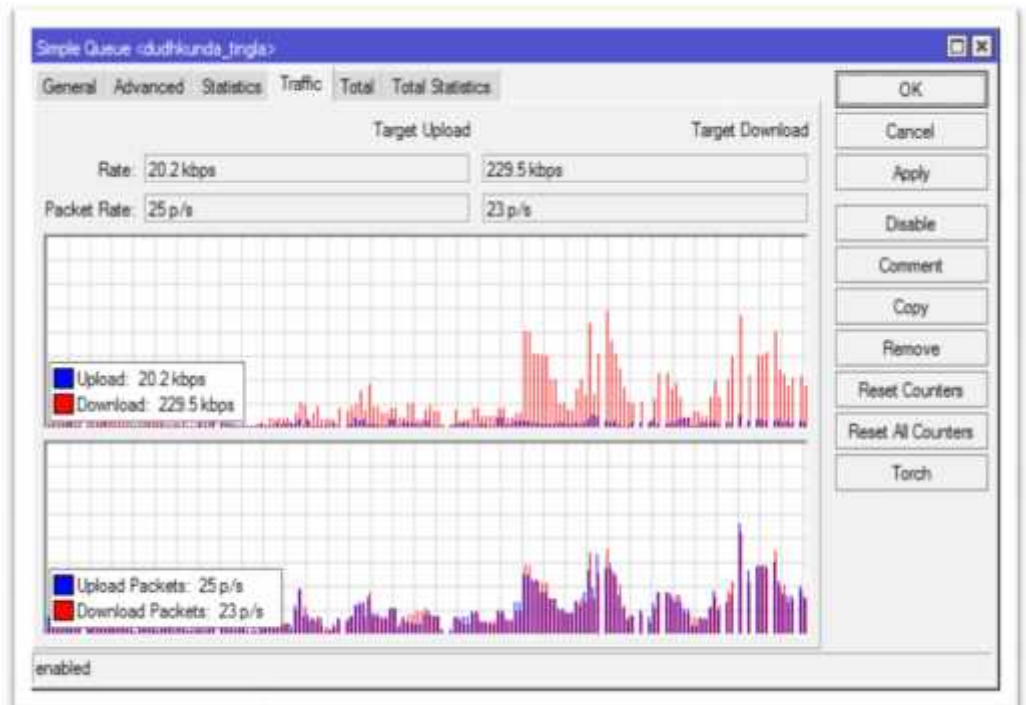 Simple Queue <dudhkunda_tingla>
General Advanced Statistics Traffic Total Total Statistics
Target Upload Target Download
Rate: 20.2 kbps 229.5 kbps
Packet Rate: 25 p/s 23 p/s
Upload: 20.2 kbps
Download: 229.5 kbps
Upload Packets: 25 p/s
Download Packets: 23 p/s
enabled
OK
Cancel
Apply
Disable
Comment
Copy
Remove
Reset Counters
Reset All Counters
Torch